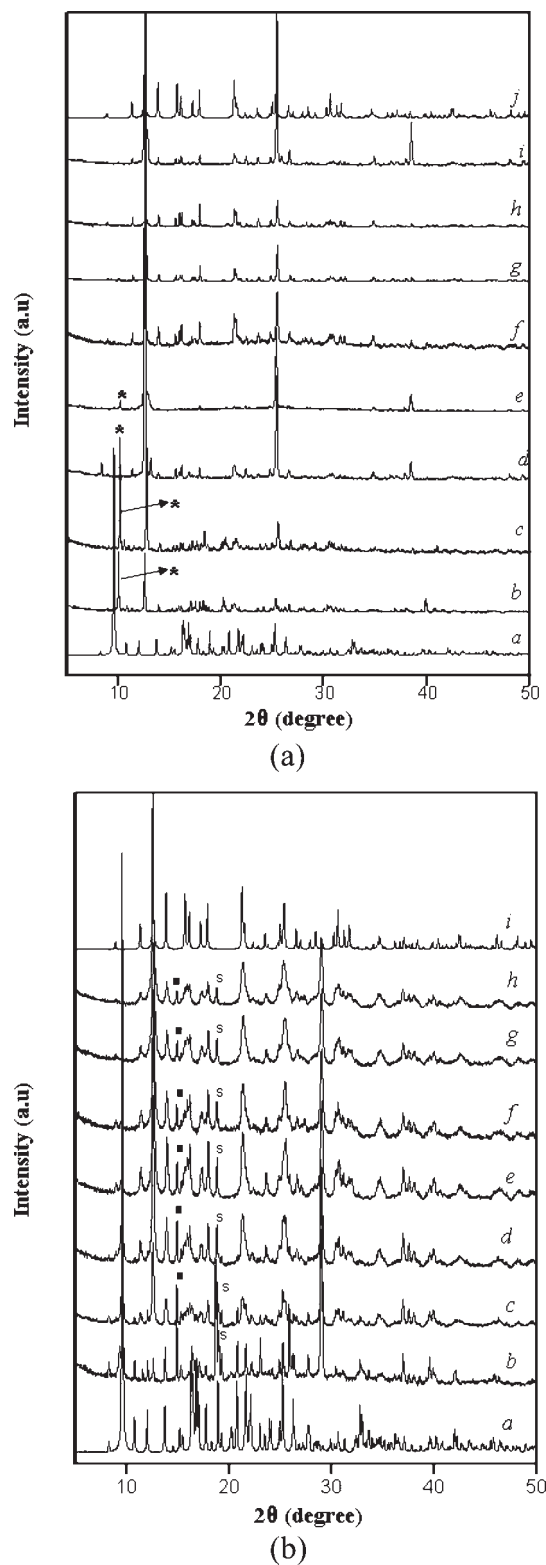 j
i
h
g
f
*
e
*
d
*
c
*
b
a
Intensity (a.u)
10 20 30 40 50
2θ (degree)
(a)
i
■ s h
■ s g
■ s f
■ s e
■ s d
■ s c
s b
a
Intensity (a.u)
10 20 30 40 50
2θ (degree)
(b)